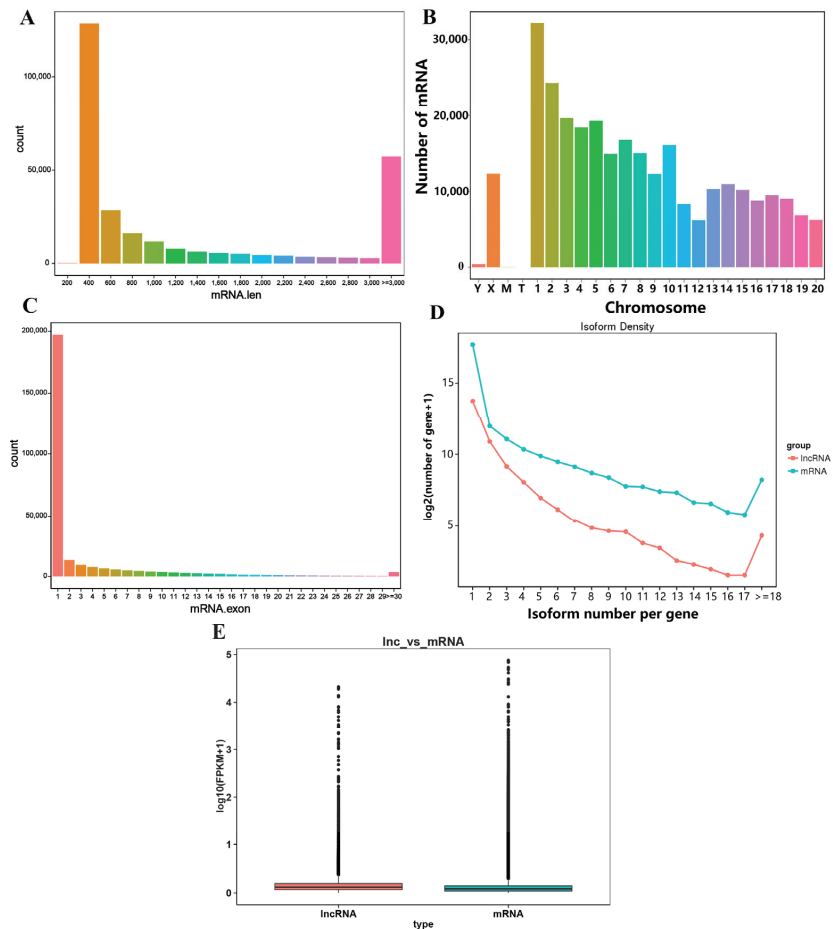 A
100,000
50,000
0
count
200 400 600 800 1,000 1,200 1,400 1,600 1,800 2,000 2,200 2,400 2,600 2,800 3,000 >=3,000
mRNA.len
B
30,000
20,000
10,000
0
Number of mRNA
Y X M T 1 2 3 4 5 6 7 8 9 10 11 12 13 14 15 16 17 18 19 20
Chromosome
C
200,000
150,000
100,000
50,000
0
count
1 2 3 4 5 6 7 8 9 10 11 12 13 14 15 16 17 18 19 20 21 22 23 24 25 26 27 28 29 >=30
mRNA.exon
D
Isoform Density
15
10
5
log2(number of gene+1)
1 2 3 4 5 6 7 8 9 10 11 12 13 14 15 16 17 >=18
Isoform number per gene
group
lncRNA
mRNA
E
lnc_vs_mRNA
5
4
3
2
1
0
log10(FPKM+1)
lncRNA mRNA
type